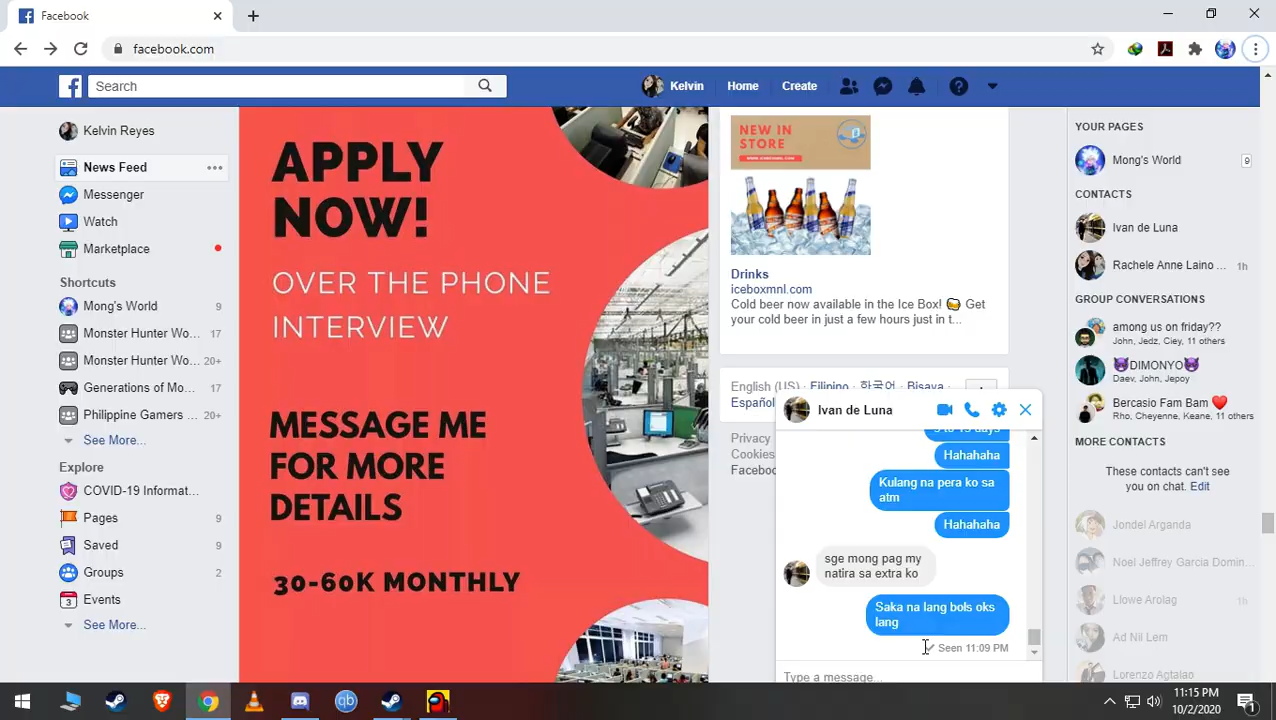 Facebook
facebook.com
Search
Kelvin
Home
Create
Kelvin Reyes
News Feed
Messenger
Watch
Marketplace
Shortcuts
Mong's World 9
Monster Hunter Wo... 17
Monster Hunter Wo... 20+
Generations of Mo... 17
Philippine Gamers ... 20+
See More...
Explore
COVID-19 Informat...
Pages 9
Saved 9
Groups 2
3 Events
See More...
APPLY
NOW!
OVER THE PHONE
INTERVIEW
MESSAGE ME
FOR MORE
DETAILS
30-60K MONTHLY
NEW IN
STORE
Drinks
iceboxmnl.com
Cold beer now available in the Ice Box! Get
your cold beer in just a few hours just in t...
English (US) · Filipino · 한국어 · Bisaya ·
Español
Privacy
Cookies
Faceboo
Ivan de Luna
Hahahaha
Kulang na pera ko sa
atm
Hahahaha
sge mong pag my
natira sa extra ko
Saka na lang bols oks
lang
Seen 11:09 PM
Type a message...
YOUR PAGES
Mong's World 9
CONTACTS
Ivan de Luna
Rachele Anne Laino ... 1h
GROUP CONVERSATIONS
among us on friday??
John, Jedz, Ciey, 11 others
DIMONYO
Daev, John, Jepoy
Bercasio Fam Bam
Rho, Cheyenne, Keane, 11 others
MORE CONTACTS
These contacts can't see
you on chat. Edit
Jondel Arganda
Noel Jeffrey Garcia Domin...
Llowe Arolag 1h
Ad Nil Lem
Lorenzo Agtalao
qb
11:15 PM
10/2/2020
1